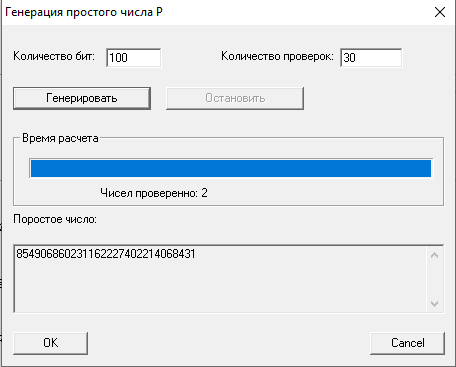 Генерация простого числа P
Количество бит: 100 Количество проверок: 30
Генерировать Остановить
Время расчета
Чисел проверенно: 2
Поростое число:
854906860231162227402214068431
OK Cancel